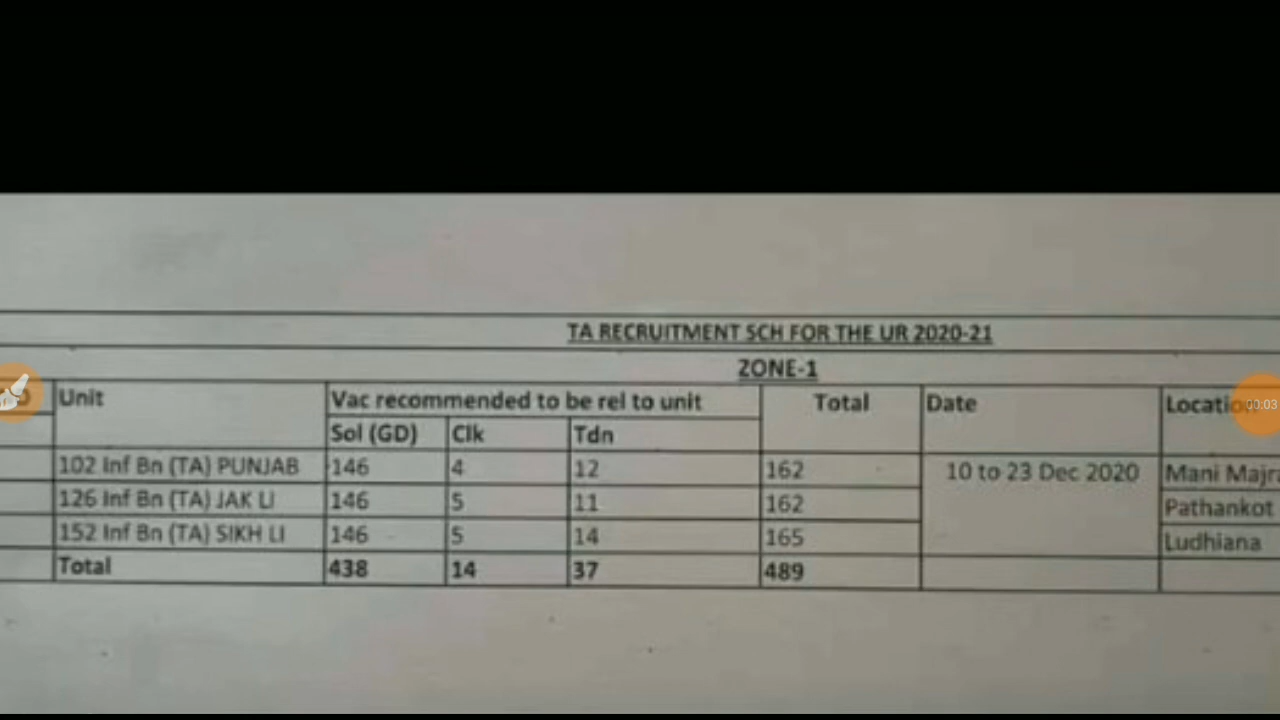 TA RECRUITMENT SCH FOR THE UR 2020-21
ZONE-1
Unit Vac recommended to be rel to unit Total Date
Sol (GD) Clk Tdn
102 Inf Bn (TA) PUNJAB 146 4 12 162 10 to 23 Dec 2020 Mani
126 Inf Bn (TA) JAK LI 146 5 11 162 Pathankot
152 Inf Bn (TA) SIKH LI 146 5 14 165 Ludhiana
Total 438 14 37 489
00:03